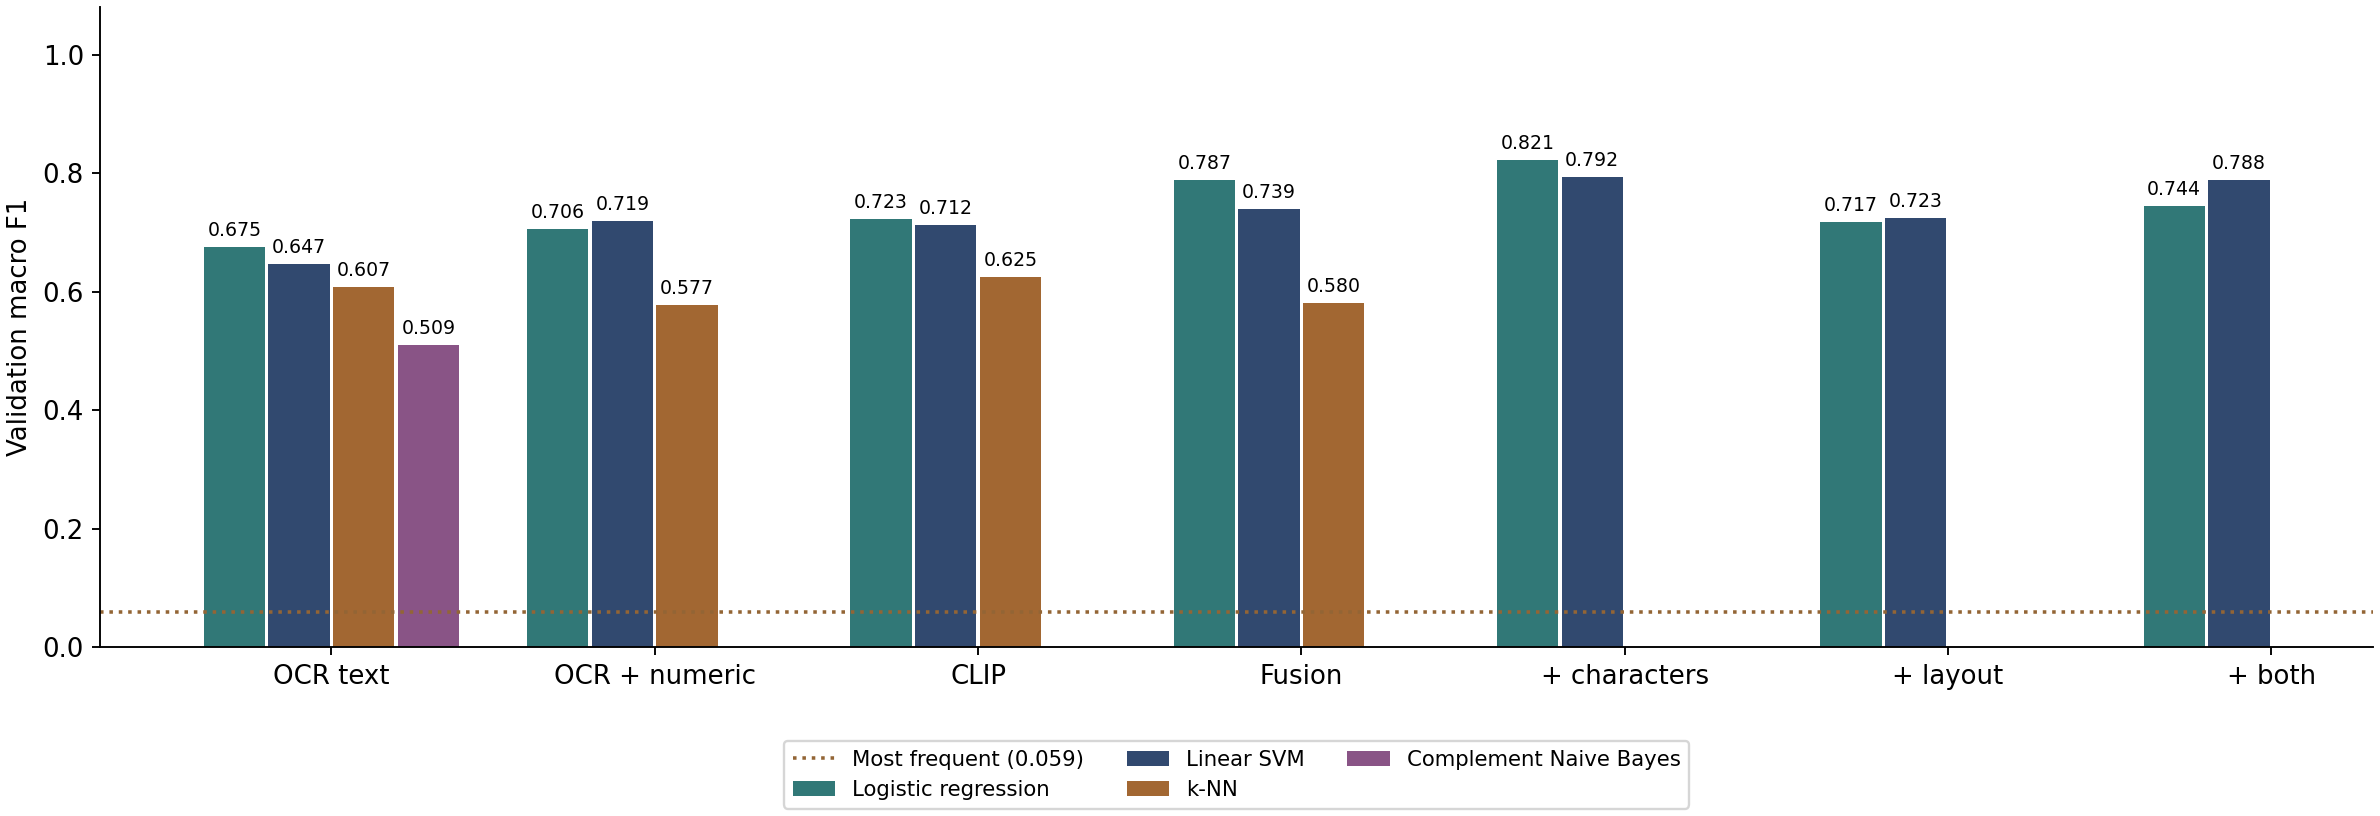 Validation macro F1
1.0
0.8
0.6
0.4
0.2
0.0
0.675
0.647
0.607
0.509
0.706
0.719
0.577
0.723
0.712
0.625
0.787
0.739
0.580
0.821
0.792
0.717
0.723
0.744
0.788
OCR text
OCR + numeric
CLIP
Fusion
+ characters
+ layout
+ both
Most frequent (0.059)
Logistic regression
Linear SVM
k-NN
Complement Naive Bayes